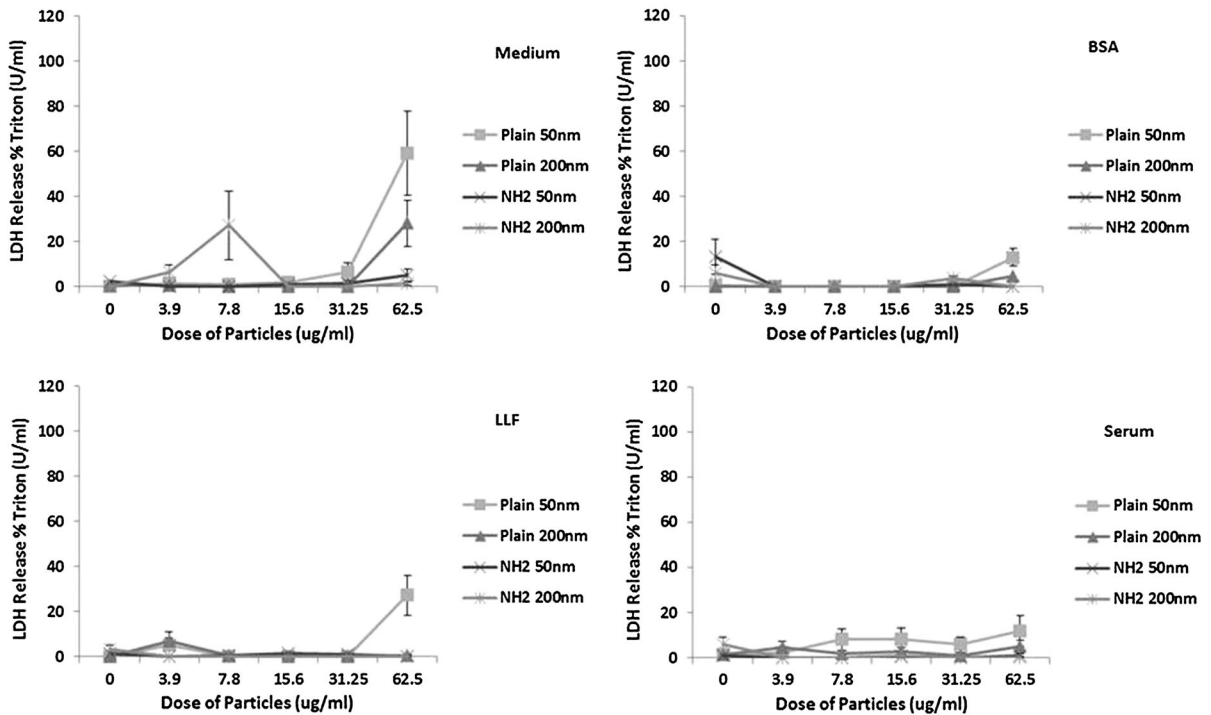 Medium
LDH Release % Triton (U/ml)
120
100
80
60
40
20
0
0 3.9 7.8 15.6 31.25 62.5
Dose of Particles (ug/ml)
Plain 50nm
Plain 200nm
NH2 50nm
NH2 200nm
BSA
LDH Release % Triton (U/ml)
120
100
80
60
40
20
0
0 3.9 7.8 15.6 31.25 62.5
Dose of Particles (ug/ml)
Plain 50nm
Plain 200nm
NH2 50nm
NH2 200nm
LLF
LDH Release % Triton (U/ml)
120
100
80
60
40
20
0
0 3.9 7.8 15.6 31.25 62.5
Dose of Particles (ug/ml)
Plain 50nm
Plain 200nm
NH2 50nm
NH2 200nm
Serum
LDH Release % Triton (U/ml)
120
100
80
60
40
20
0
0 3.9 7.8 15.6 31.25 62.5
Dose of Particles (ug/ml)
Plain 50nm
Plain 200nm
NH2 50nm
NH2 200nm